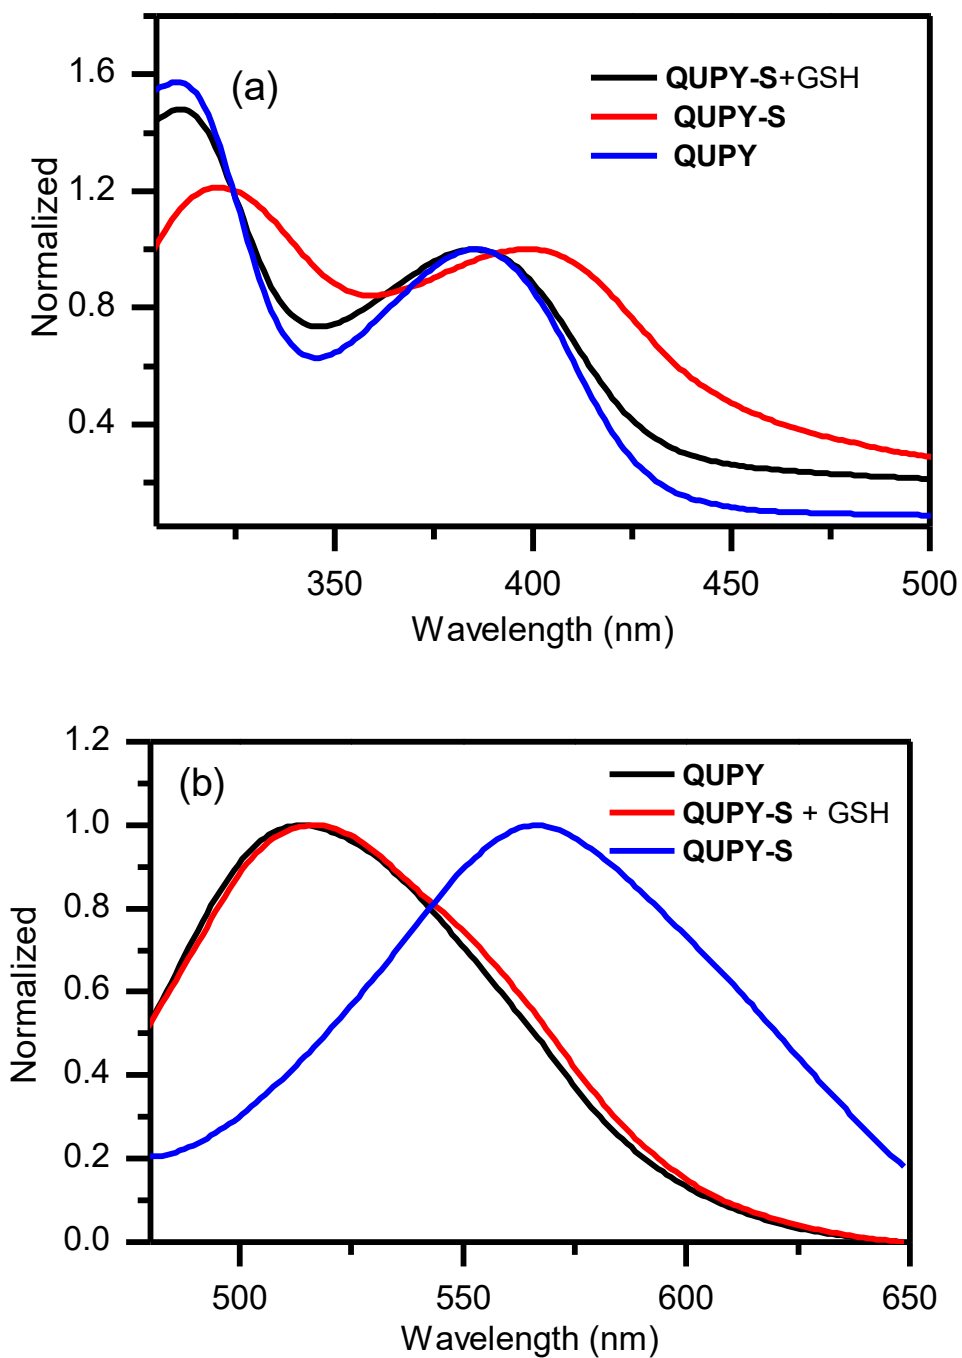 (a)
QUPY-S+GSH
QUPY-S
QUPY
1.6
1.2
0.8
0.4
Normalized
350 400 450 500
Wavelength (nm)
(b)
QUPY
QUPY-S + GSH
QUPY-S
1.2
1.0
0.8
0.6
0.4
0.2
0.0
Normalized
500 550 600 650
Wavelength (nm)